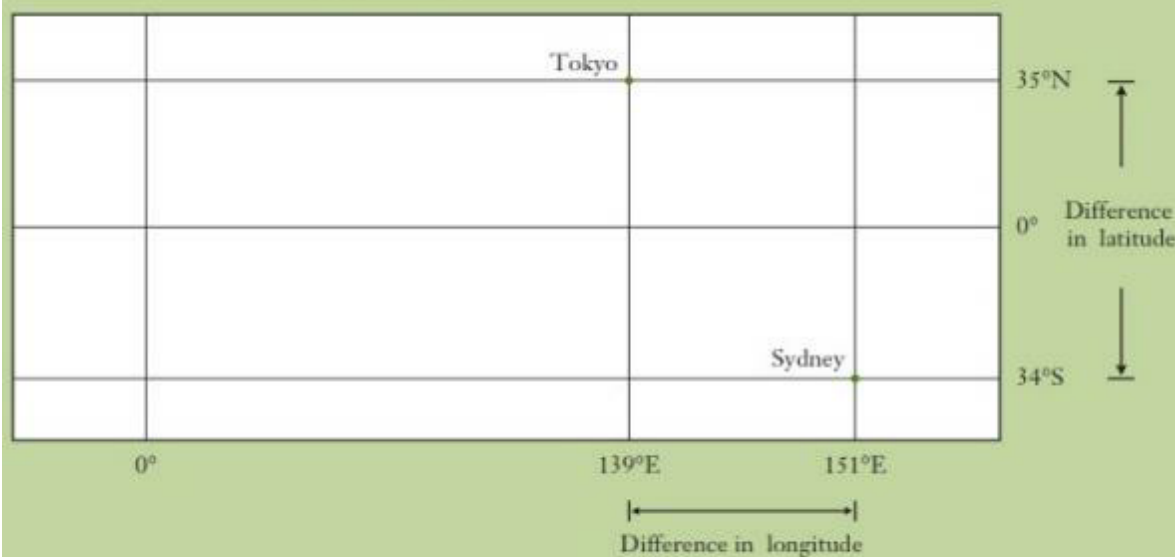 Tokyo
35°N
Difference
0°
in latitude
Sydney
34°S
0°
139°E
151°E
Difference in longitude